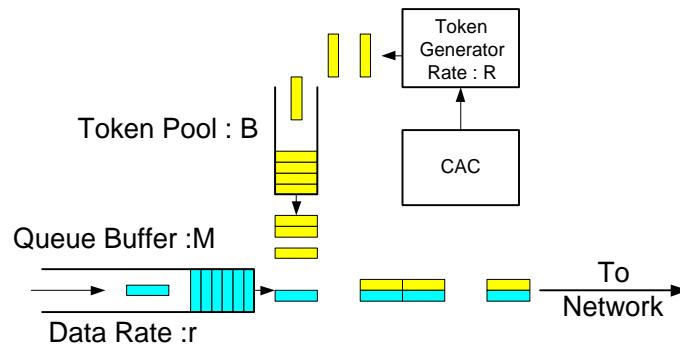 Token
Generator
Rate : R
Token Pool : B
CAC
Queue Buffer :M
To
Network
Data Rate :r